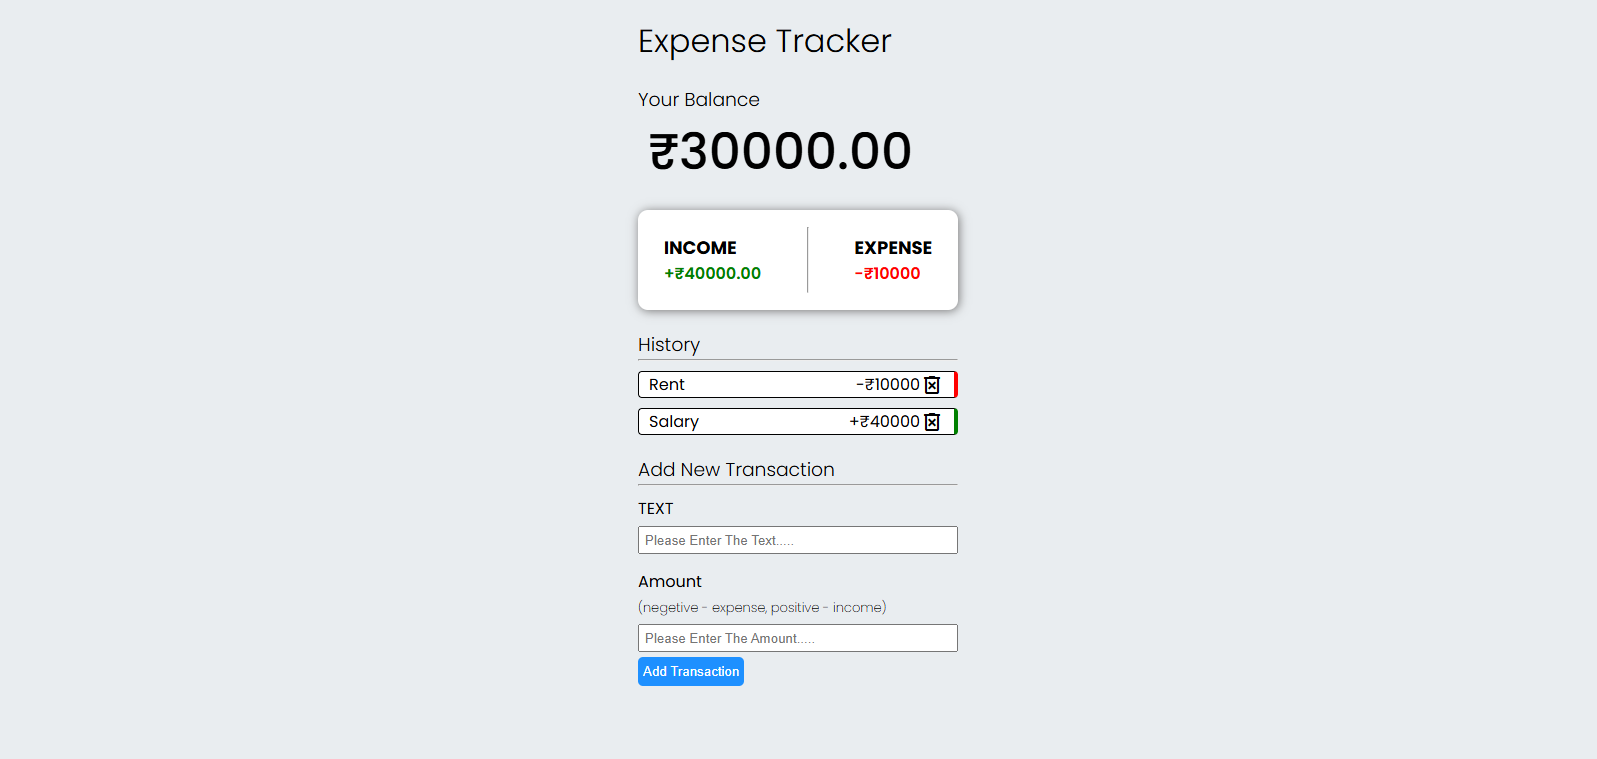 Expense Tracker
Your Balance
₹30000.00
INCOME EXPENSE
+₹40000.00 -₹10000
History
Rent -₹10000
Salary +₹40000
Add New Transaction
TEXT
Please Enter The Text.....
Amount
(negetive - expense, positive - income)
Please Enter The Amount.....
Add Transaction